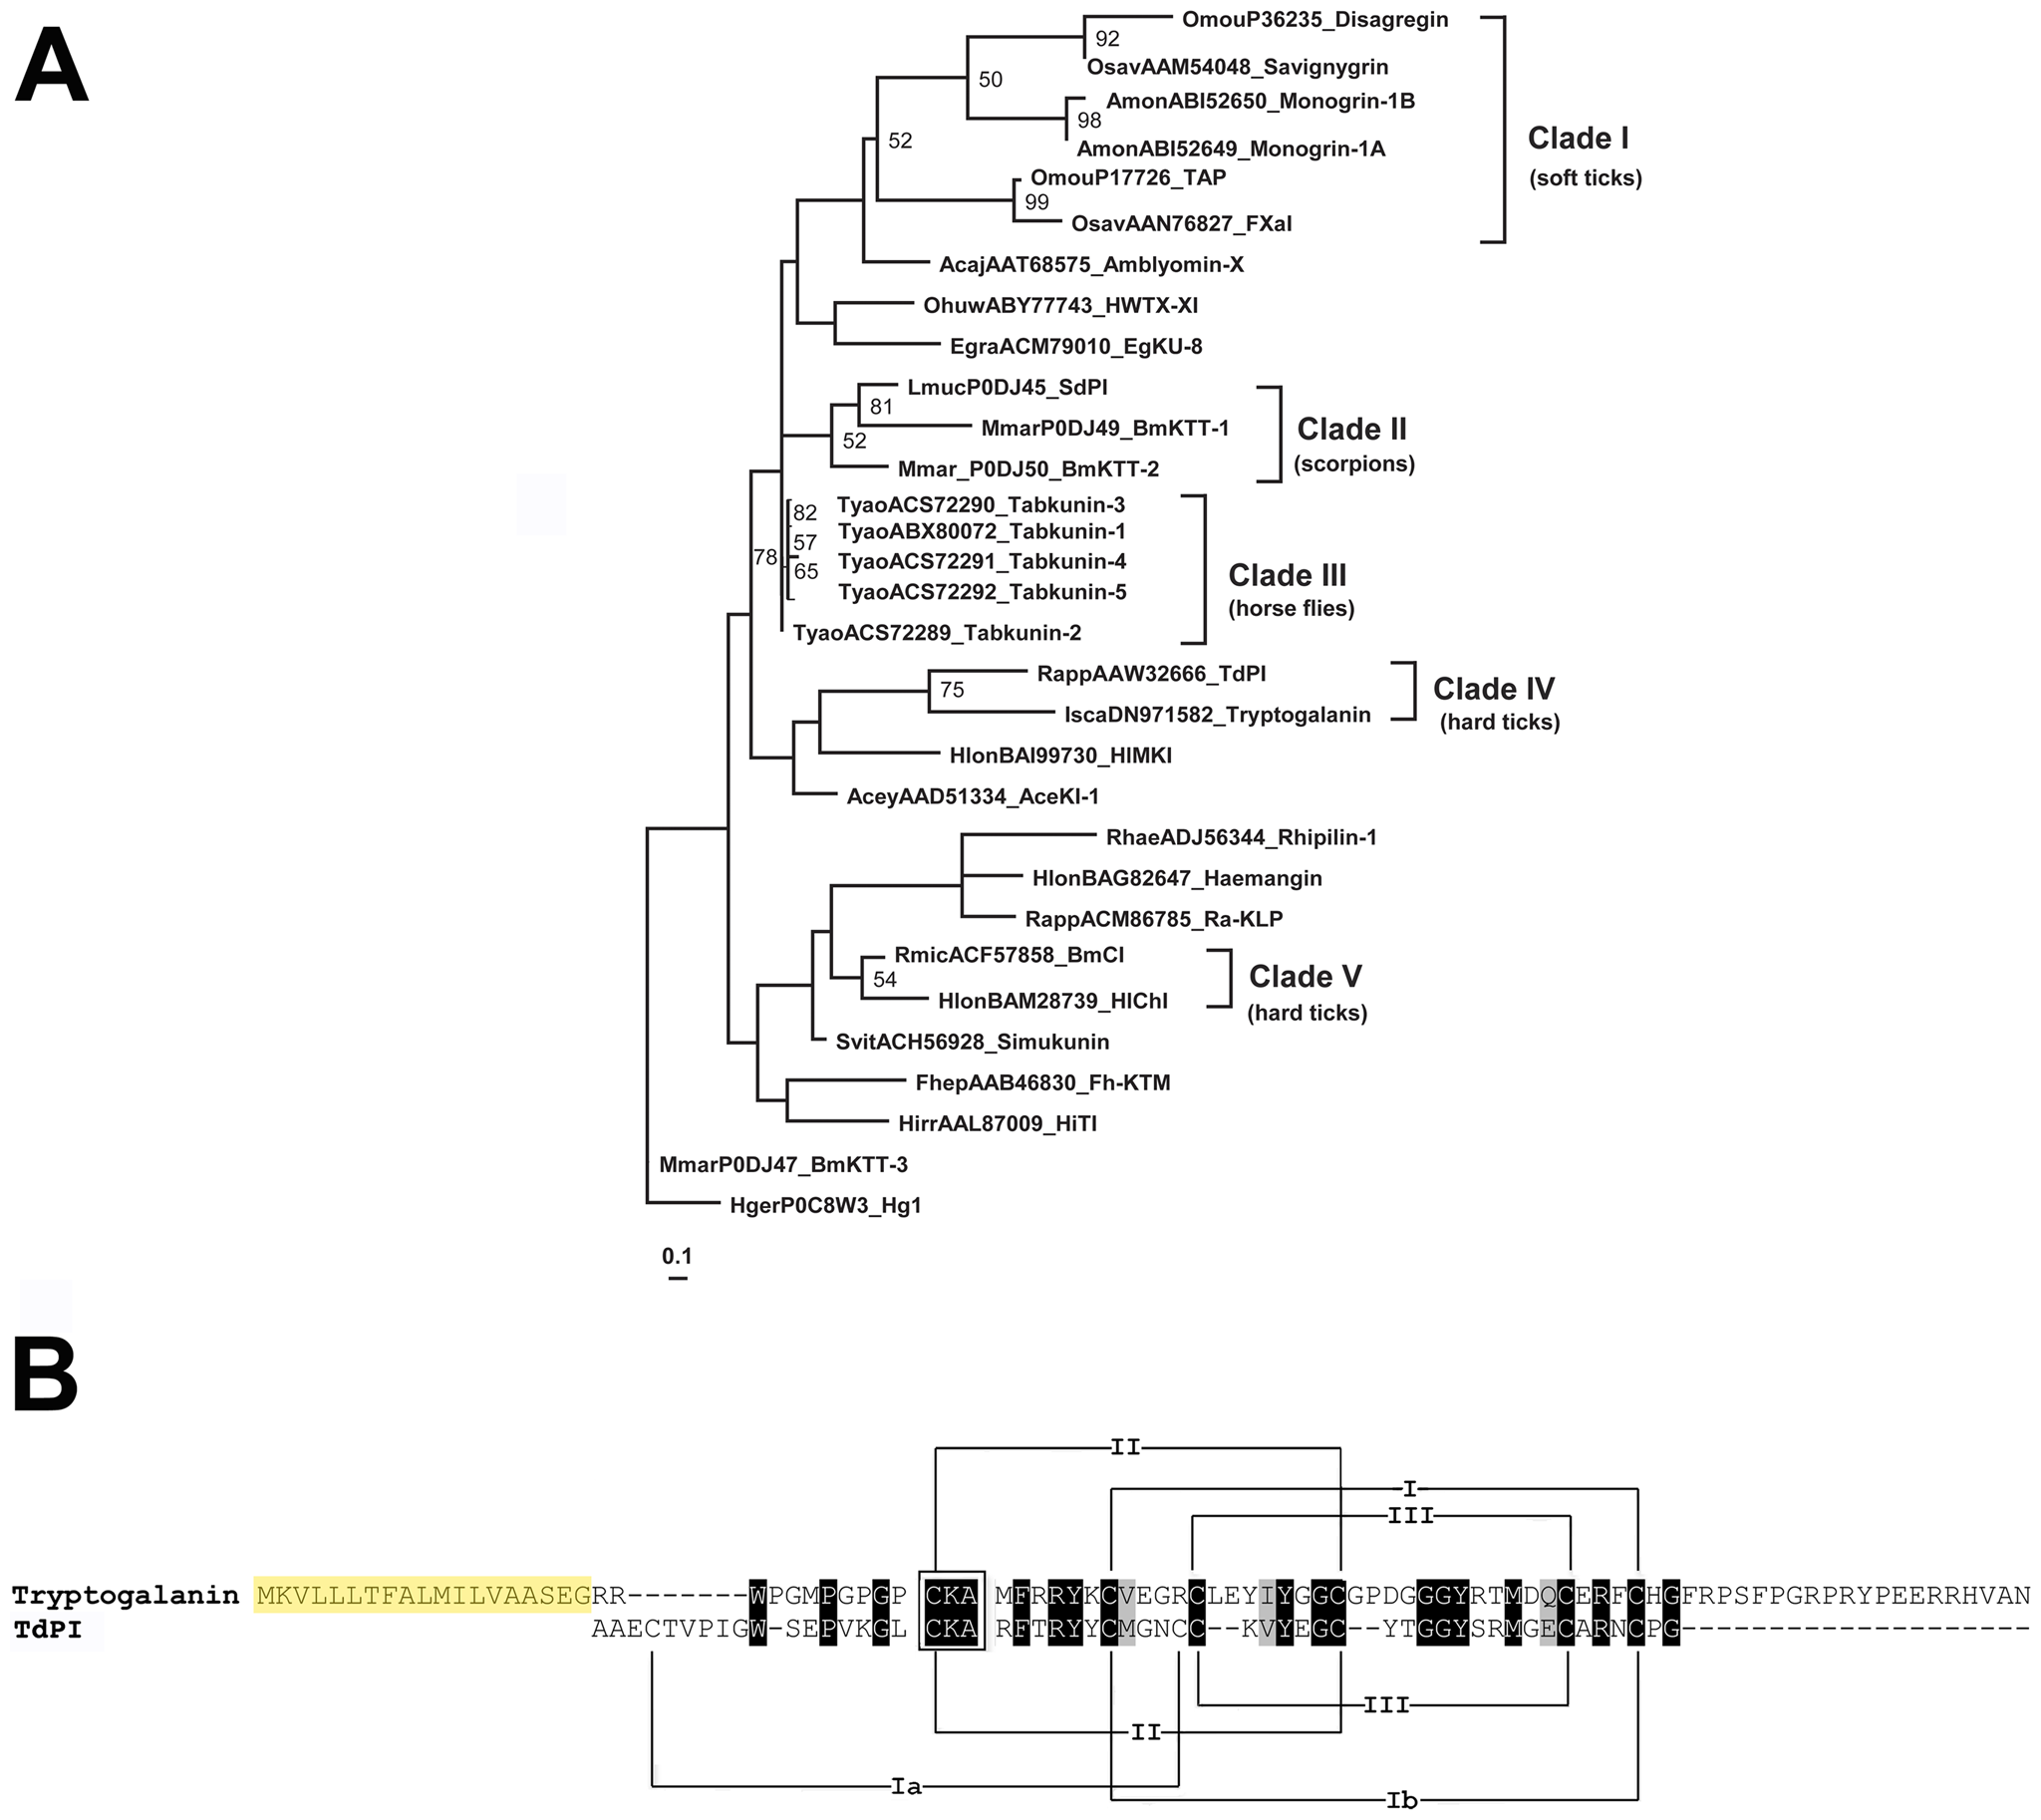 A
OmouP36235_Disagregin
92
OsavAAM54048_Savignygrin
50
AmonABI52650_Monogrin-1B
98
Clade I
52
AmonABI52649_Monogrin-1A
OmouP17726_TAP
(soft ticks)
99
OsavAAN76827_FXaI
AcajAAT68575_Amblyomin-X
OhuwABY77743_HWTX-XI
EgraACM79010_EgKU-8
LmucP0DJ45_SdPI
81
MmarP0DJ49_BmKTT-1
Clade II
52
(scorpions)
Mmar_P0DJ50_BmKTT-2
TyaoACS72290_Tabkunin-3
82
TyaoABX80072_Tabkunin-1
57
78
TyaoACS72291_Tabkunin-4
65
Clade III
TyaoACS72292_Tabkunin-5
(horse flies)
TyaoACS72289_Tabkunin-2
RappAAW32666_TdPI
75
Clade IV
IscaDN971582_Tryptogalanin
(hard ticks)
HlonBAI99730_HIMKI
AceyAAD51334_AceKI-1
RhaeADJ56344_Rhipilin-1
HlonBAG82647_Haemangin
RappACM86785_Ra-KLP
RmicACF57858_BmCI
54
Clade V
HlonBAM28739_HIChI
(hard ticks)
SvitACH56928_Simukunin
FhepAAB46830_Fh-KTM
HirrAAL87009_HiTI
MmarP0DJ47_BmKTT-3
HgerP0C8W3_Hg1
0.1
B
II
I
III
Tryptogalanin MKVLLLTFALMILVAASEGRR-------WPGMPGPGP CKA MFRRYKCVEGRCLEYIYGGCGPDGGGYRTMDQCERFCHGFRPSFPGRPRYPEERRHVAN
TdPI AAECTVPIGW-SEPVKGL CKA RFTRYYCMGNCC--KVYEGC--YTGGYSRMGECARNCPG---------------------
III
II
Ia
Ib